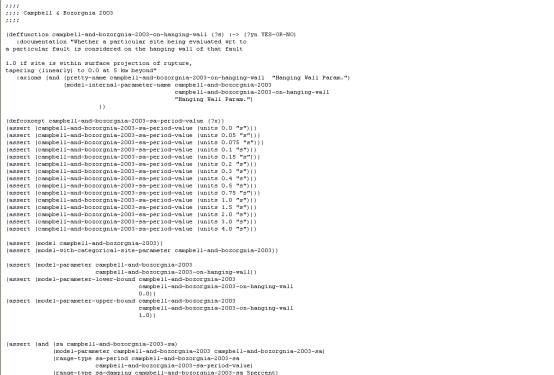 ;;;;
;;;; Campbell & Bozorgnia 2003
;;;;
(deffunction campbell-and-bozorgnia-2003-on-hanging-wall (?s) :-> (?yn YES-OR-NO)
:documentation "Whether a particular site being evaluated wrt to
a particular fault is considered on the hanging wall of that fault
1.0 if site is within surface projection of rupture,
tapering (linearly) to 0.0 at 5 km beyond"
:axioms (and (pretty-name campbell-and-bozorgnia-2003-on-hanging-wall "Hanging Wall Param.")
(model-internal-parameter-name campbell-and-bozorgnia-2003
campbell-and-bozorgnia-2003-on-hanging-wall
"Hanging Wall Param.")
))
(defconcept campbell-and-bozorgnia-2003-sa-period-value (?x))
(assert (campbell-and-bozorgnia-2003-sa-period-value (units 0.0 "s")))
(assert (campbell-and-bozorgnia-2003-sa-period-value (units 0.05 "s")))
(assert (campbell-and-bozorgnia-2003-sa-period-value (units 0.075 "s")))
(assert (campbell-and-bozorgnia-2003-sa-period-value (units 0.1 "s")))
(assert (campbell-and-bozorgnia-2003-sa-period-value (units 0.15 "s")))
(assert (campbell-and-bozorgnia-2003-sa-period-value (units 0.2 "s")))
(assert (campbell-and-bozorgnia-2003-sa-period-value (units 0.3 "s")))
(assert (campbell-and-bozorgnia-2003-sa-period-value (units 0.4 "s")))
(assert (campbell-and-bozorgnia-2003-sa-period-value (units 0.5 "s")))
(assert (campbell-and-bozorgnia-2003-sa-period-value (units 0.75 "s")))
(assert (campbell-and-bozorgnia-2003-sa-period-value (units 1.0 "s")))
(assert (campbell-and-bozorgnia-2003-sa-period-value (units 1.5 "s")))
(assert (campbell-and-bozorgnia-2003-sa-period-value (units 2.0 "s")))
(assert (campbell-and-bozorgnia-2003-sa-period-value (units 3.0 "s")))
(assert (campbell-and-bozorgnia-2003-sa-period-value (units 4.0 "s")))
(assert (model campbell-and-bozorgnia-2003))
(assert (model-with-categorical-site-parameter campbell-and-bozorgnia-2003))
(assert (model-parameter campbell-and-bozorgnia-2003
campbell-and-bozorgnia-2003-on-hanging-wall))
(assert (model-parameter-lower-bound campbell-and-bozorgnia-2003
campbell-and-bozorgnia-2003-on-hanging-wall
0.0))
(assert (model-parameter-upper-bound campbell-and-bozorgnia-2003
campbell-and-bozorgnia-2003-on-hanging-wall
1.0))
(assert (and (sa campbell-and-bozorgnia-2003-sa)
(model-parameter campbell-and-bozorgnia-2003 campbell-and-bozorgnia-2003-sa)
(range-type sa-period campbell-and-bozorgnia-2003-sa
campbell-and-bozorgnia-2003-sa-period-value)
(range-type sa-damping campbell-and-bozorgnia-2003-sa 5percent)